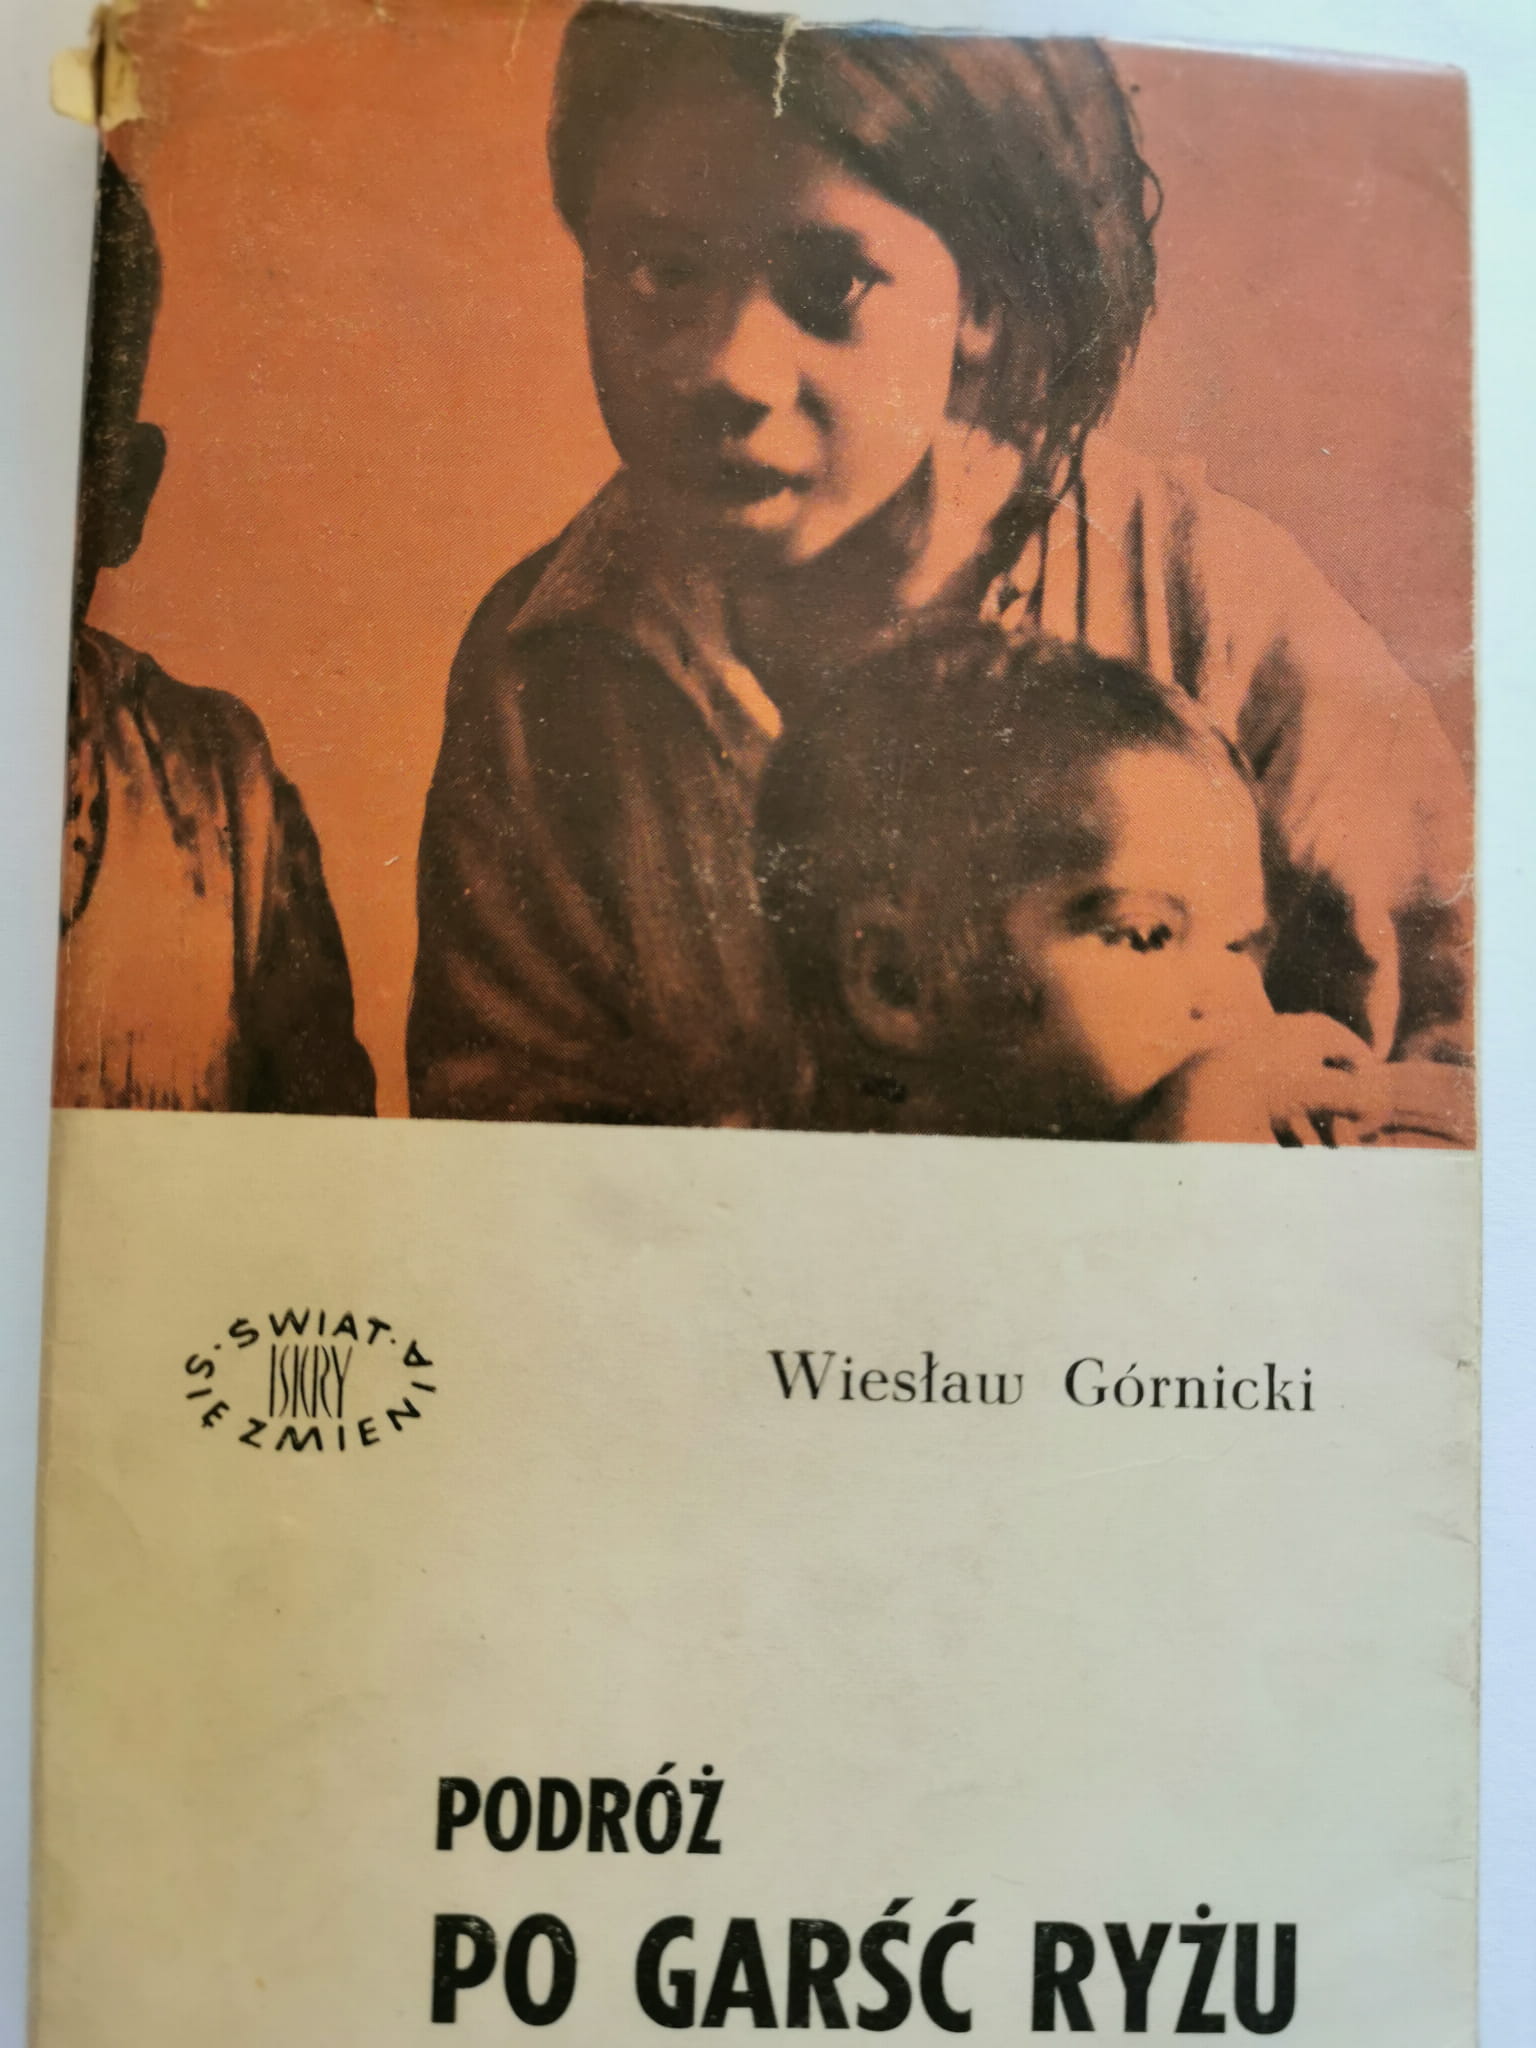 ŚWIAT SIĘ ZMIENIA
ISKRY
Wiesław Górnicki
PODRÓŻ
PO GARŚĆ RYŻU